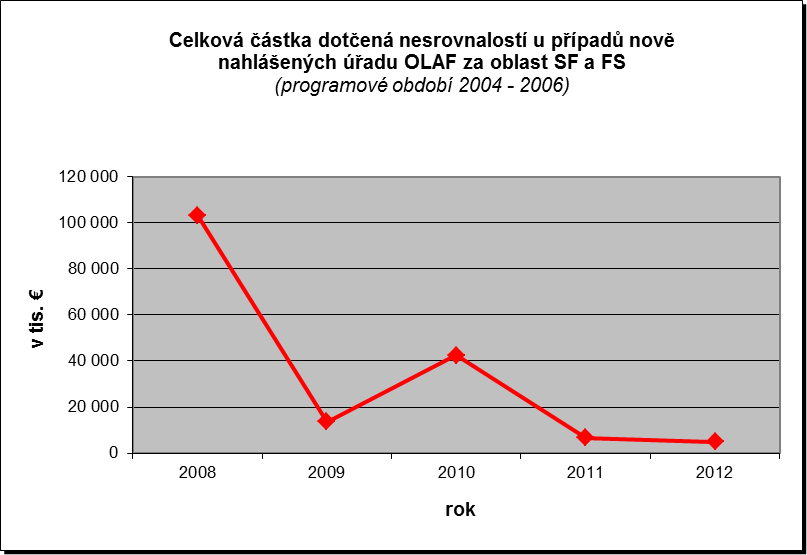 Celková částka dotčená nesrovnalostí u případů nově
nahlášených úřadu OLAF za oblast SF a FS
(programové období 2004 - 2006)
120 000
100 000
80 000
60 000
40 000
20 000
0
v tis. €
2008 2009 2010 2011 2012
rok